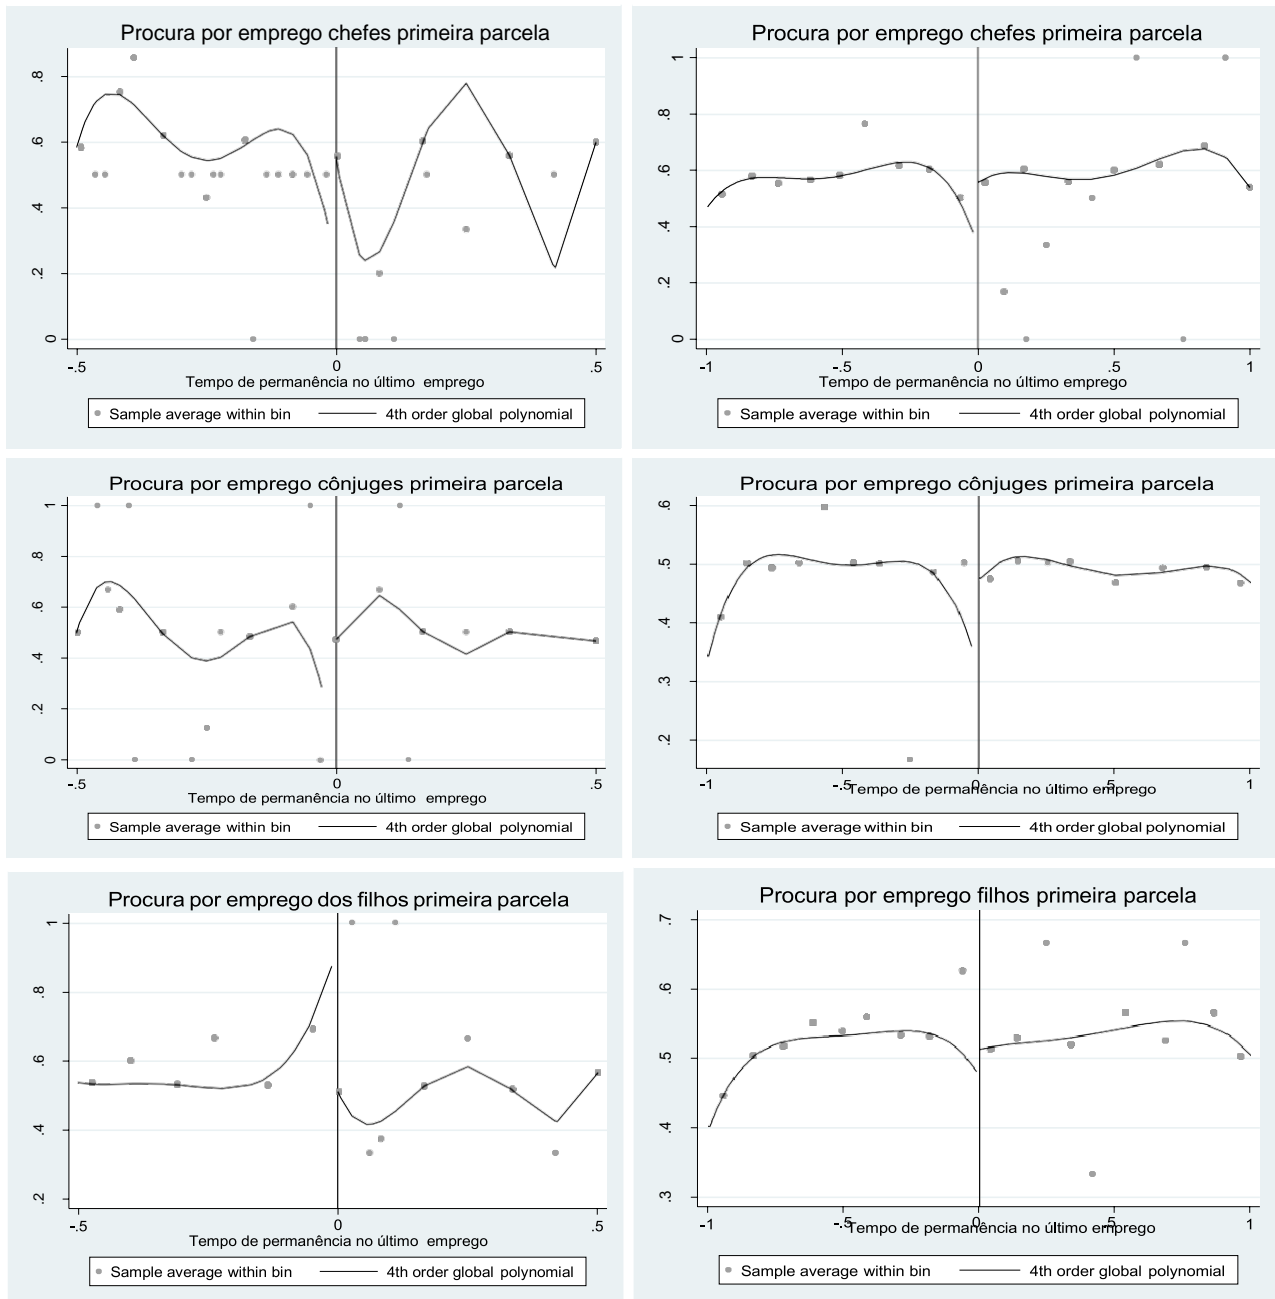 Procura por emprego chefes primeira parcela
.8
.6
.4
.2
0
-.5 0 .5
Tempo de permanência no último emprego
Sample average within bin 4th order global polynomial
Procura por emprego chefes primeira parcela
1
.8
.6
.4
.2
0
-1 -.5 0 .5 1
Tempo de permanência no último emprego
Sample average within bin 4th order global polynomial
Procura por emprego cônjuges primeira parcela
1
.8
.6
.4
.2
0
-.5 0 .5
Tempo de permanência no último emprego
Sample average within bin 4th order global polynomial
Procura por emprego cônjuges primeira parcela
.6
.5
.4
.3
.2
-1 -.5 0 .5 1
Tempo de permanência no último emprego
Sample average within bin 4th order global polynomial
Procura por emprego dos filhos primeira parcela
1
.8
.6
.4
.2
-.5 0 .5
Tempo de permanência no último emprego
Sample average within bin 4th order global polynomial
Procura por emprego filhos primeira parcela
.7
.6
.5
.4
.3
-1 -.5 0 .5 1
Tempo de permanência no último emprego
Sample average within bin 4th order global polynomial